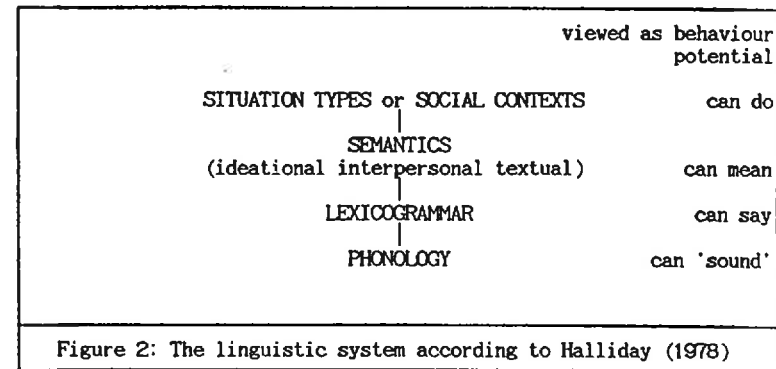 viewed as behaviour
potential
SITUATION TYPES or SOCIAL CONTEXTS can do
SEMANTICS
(ideational interpersonal textual) can mean
LEXICOGRAMMAR can say
PHONOLOGY can 'sound'
Figure 2: The linguistic system according to Halliday (1978)